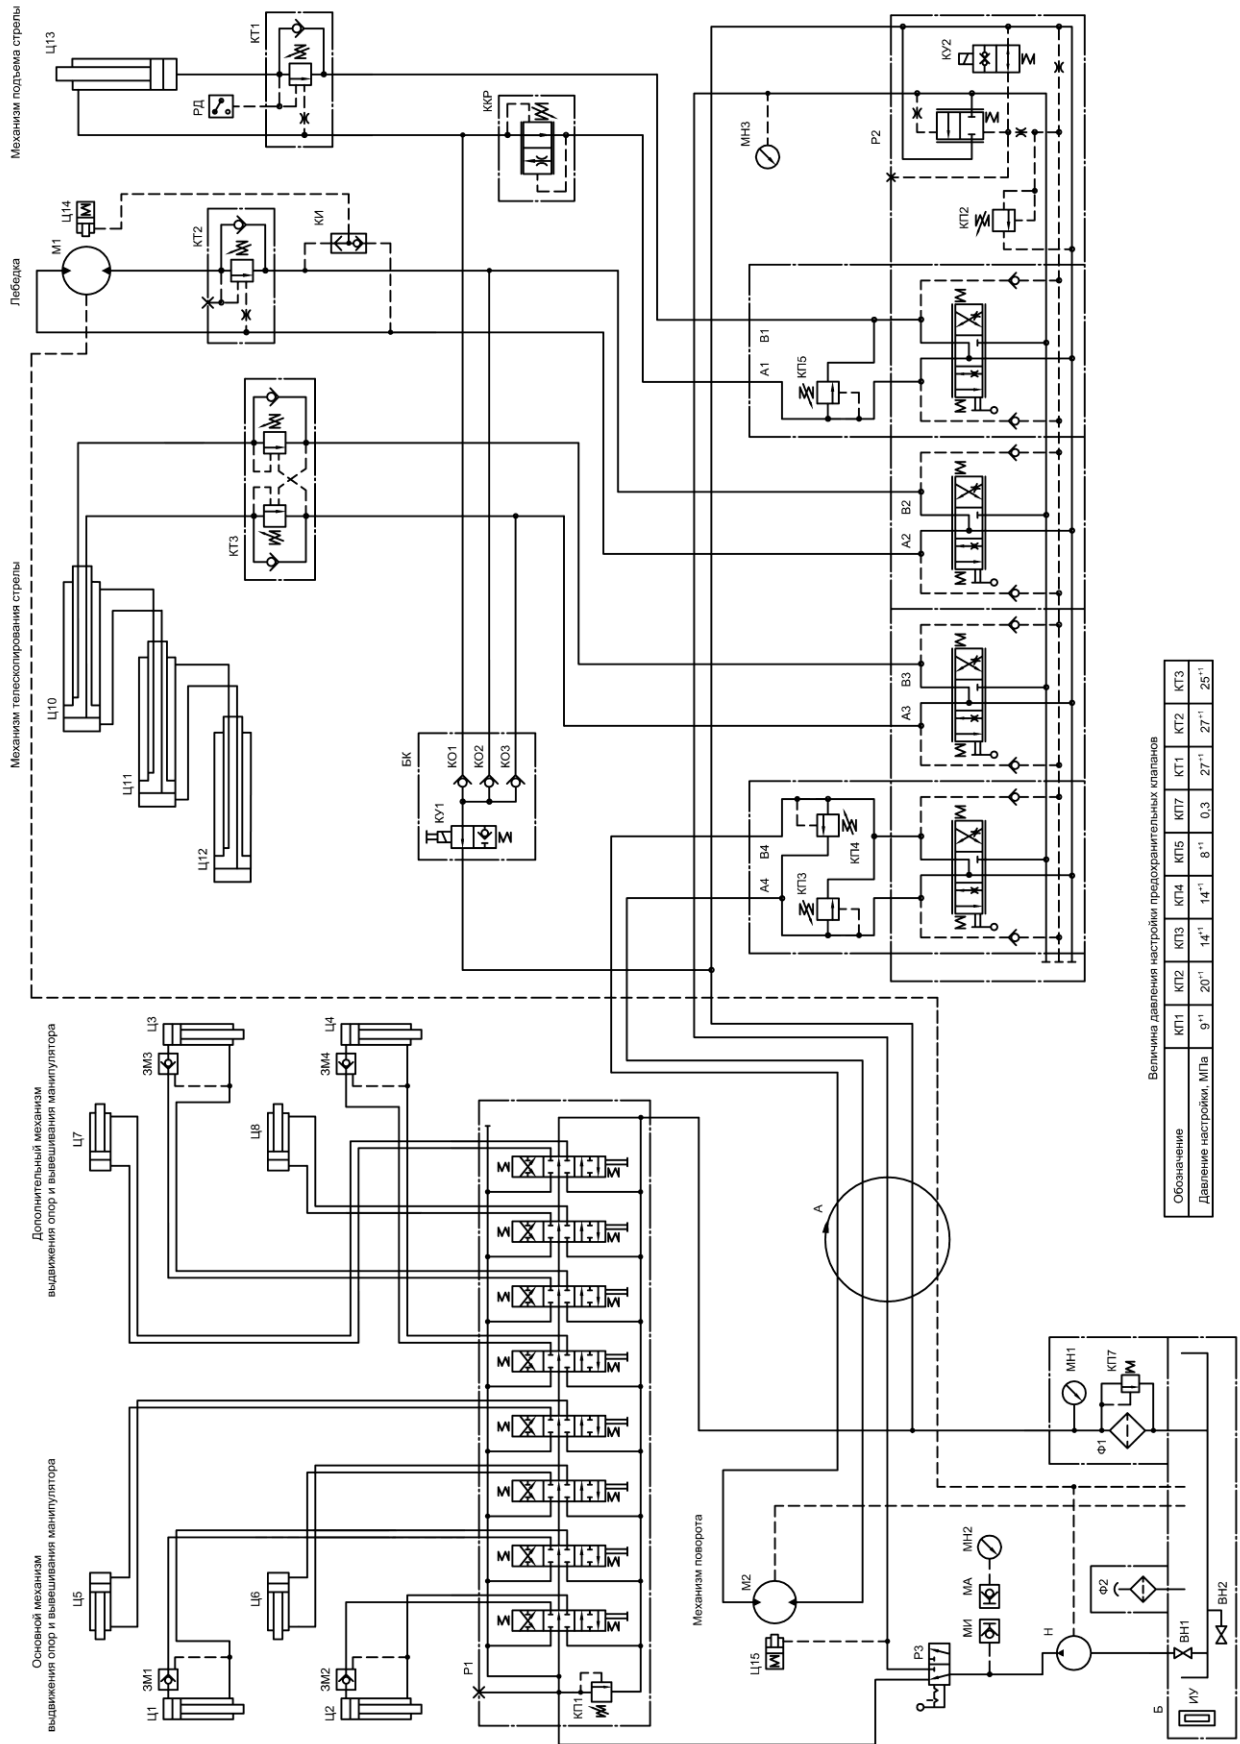 Механизм подъема стрелы
Ц13
КТ1
РД
ККР
МН3
КУ2
Р2
КП2
Лебедка
Ц14
М1
КТ2
КИ
А1
В1
КП5
Механизм телескопирования стрелы
Ц10
Ц11
Ц12
КТ3
БК
КУ1
КО1
КО2
КО3
А2
В2
А3
В3
А4
В4
КП3
КП4
Дополнительный механизм
выдвижения опор и вывешивания манипулятора
Ц7
ЗМ3
Ц3
Ц8
ЗМ4
Ц4
Основной механизм
выдвижения опор и вывешивания манипулятора
Ц5
ЗМ1
Ц1
Ц6
ЗМ2
Ц2
Р1
КП1
А
Механизм поворота
М2
Ц15
Р3
МИ
МА
МН2
Н
Ф2
ВН1
ВН2
МН1
КП7
Ф1
Б
ИУ
Величина давления настройки предохранительных клапанов
Обозначение КП1 КП2 КП3 КП4 КП5 КП7 КТ1 КТ2 КТ3
Давление настройки, МПа 9⁺¹ 20⁺¹ 14⁺¹ 14⁺¹ 8⁺¹ 0,3 27⁺¹ 27⁺¹ 25⁺¹